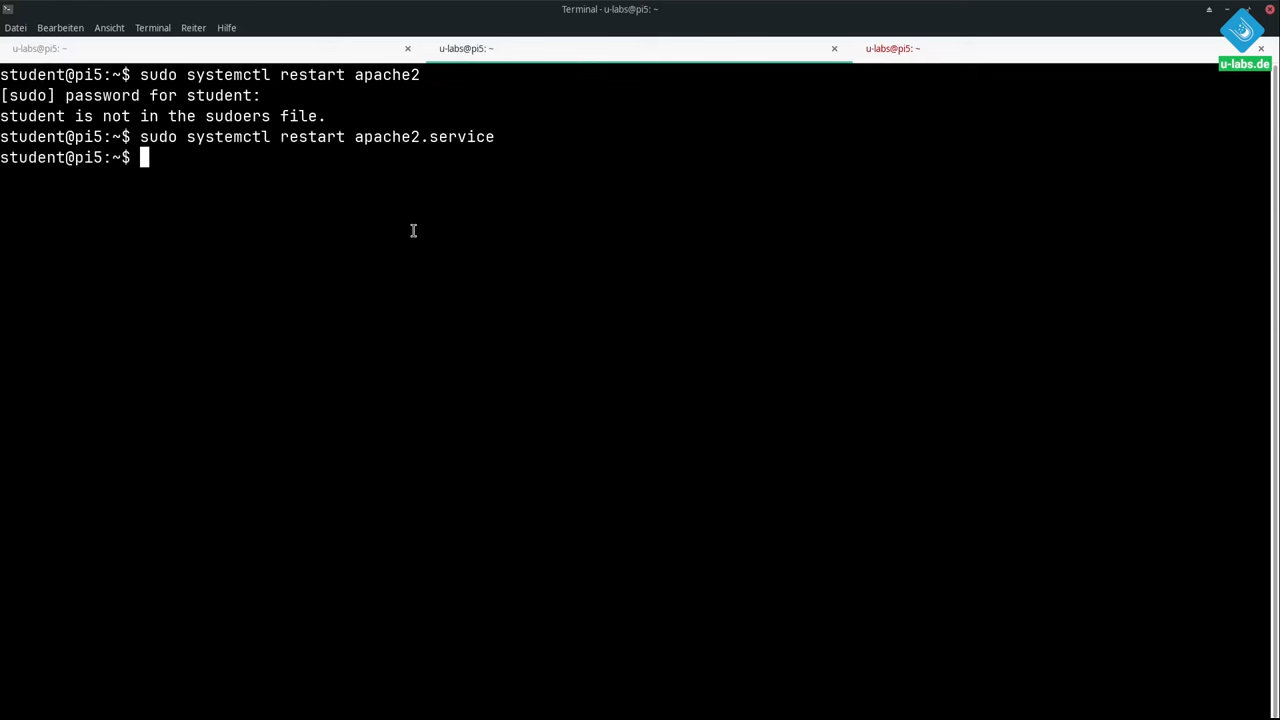 Terminal - u-labs@pi5: ~
Datei Bearbeiten Ansicht Terminal Reiter Hilfe
u-labs@pi5: ~ u-labs@pi5: ~ u-labs@pi5: ~
u-labs.de
student@pi5:~$ sudo systemctl restart apache2
[sudo] password for student:
student is not in the sudoers file.
student@pi5:~$ sudo systemctl restart apache2.service
student@pi5:~$